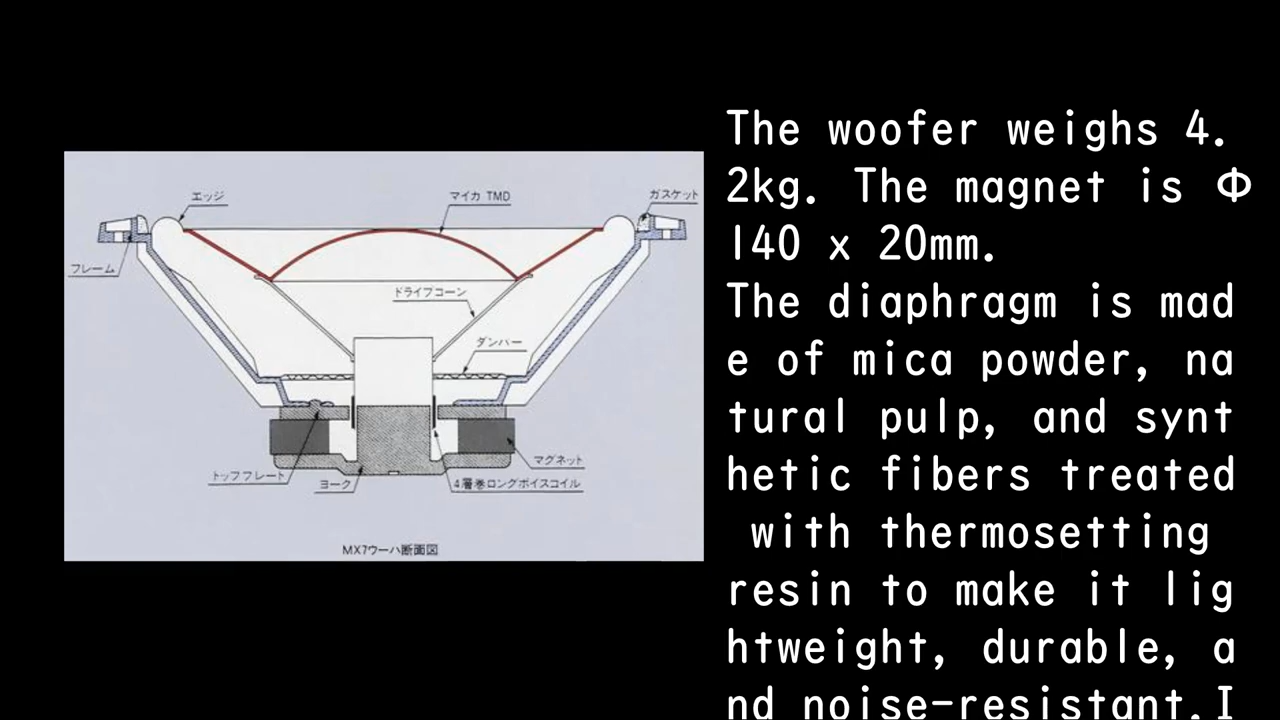 エッジ
マイカ TMD
ガスケット
フレーム
ドライブコーン
ダンパー
トッププレート
ヨーク
マグネット
4層巻ロングボイスコイル
MX7ウーハ断面図
The woofer weighs 4.
2kg. The magnet is Φ
140 x 20mm.
The diaphragm is mad
e of mica powder, na
tural pulp, and synt
hetic fibers treated
with thermosetting
resin to make it lig
htweight, durable, a
nd noise-resistant.I